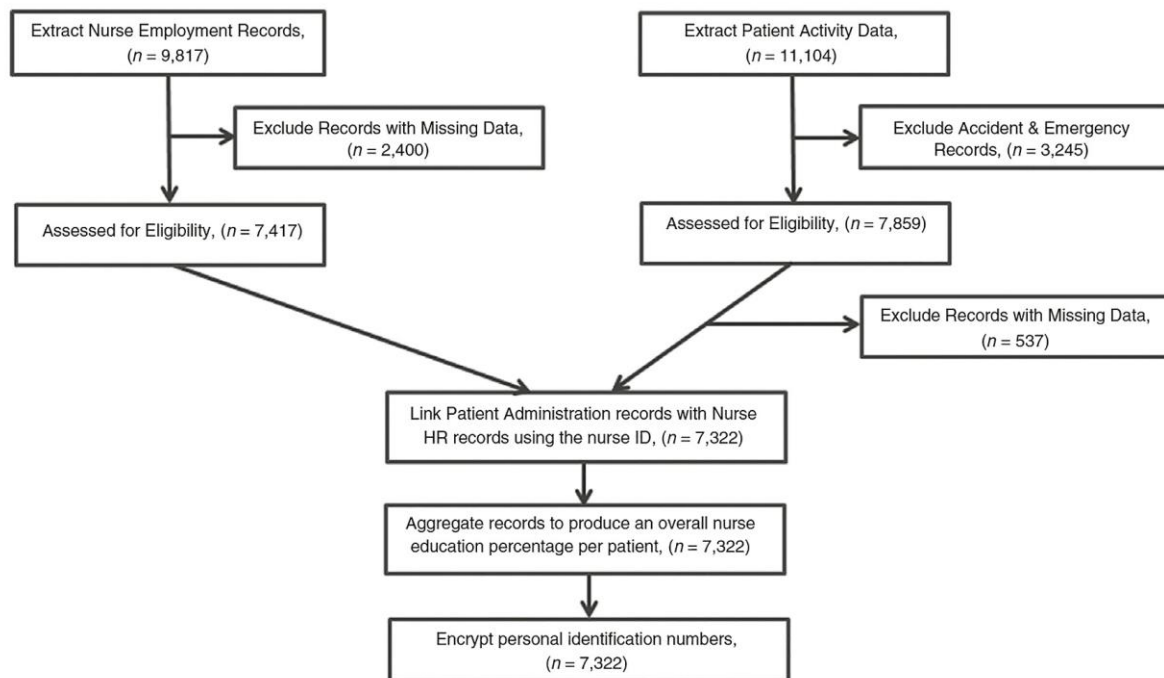 Extract Nurse Employment Records,
(n = 9,817)
Extract Patient Activity Data,
(n = 11,104)
Exclude Records with Missing Data,
(n = 2,400)
Exclude Accident & Emergency
Records, (n = 3,245)
Assessed for Eligibility, (n = 7,417)
Assessed for Eligibility, (n = 7,859)
Exclude Records with Missing Data,
(n = 537)
Link Patient Administration records with Nurse
HR records using the nurse ID, (n = 7,322)
Aggregate records to produce an overall nurse
education percentage per patient, (n = 7,322)
Encrypt personal identification numbers,
(n = 7,322)